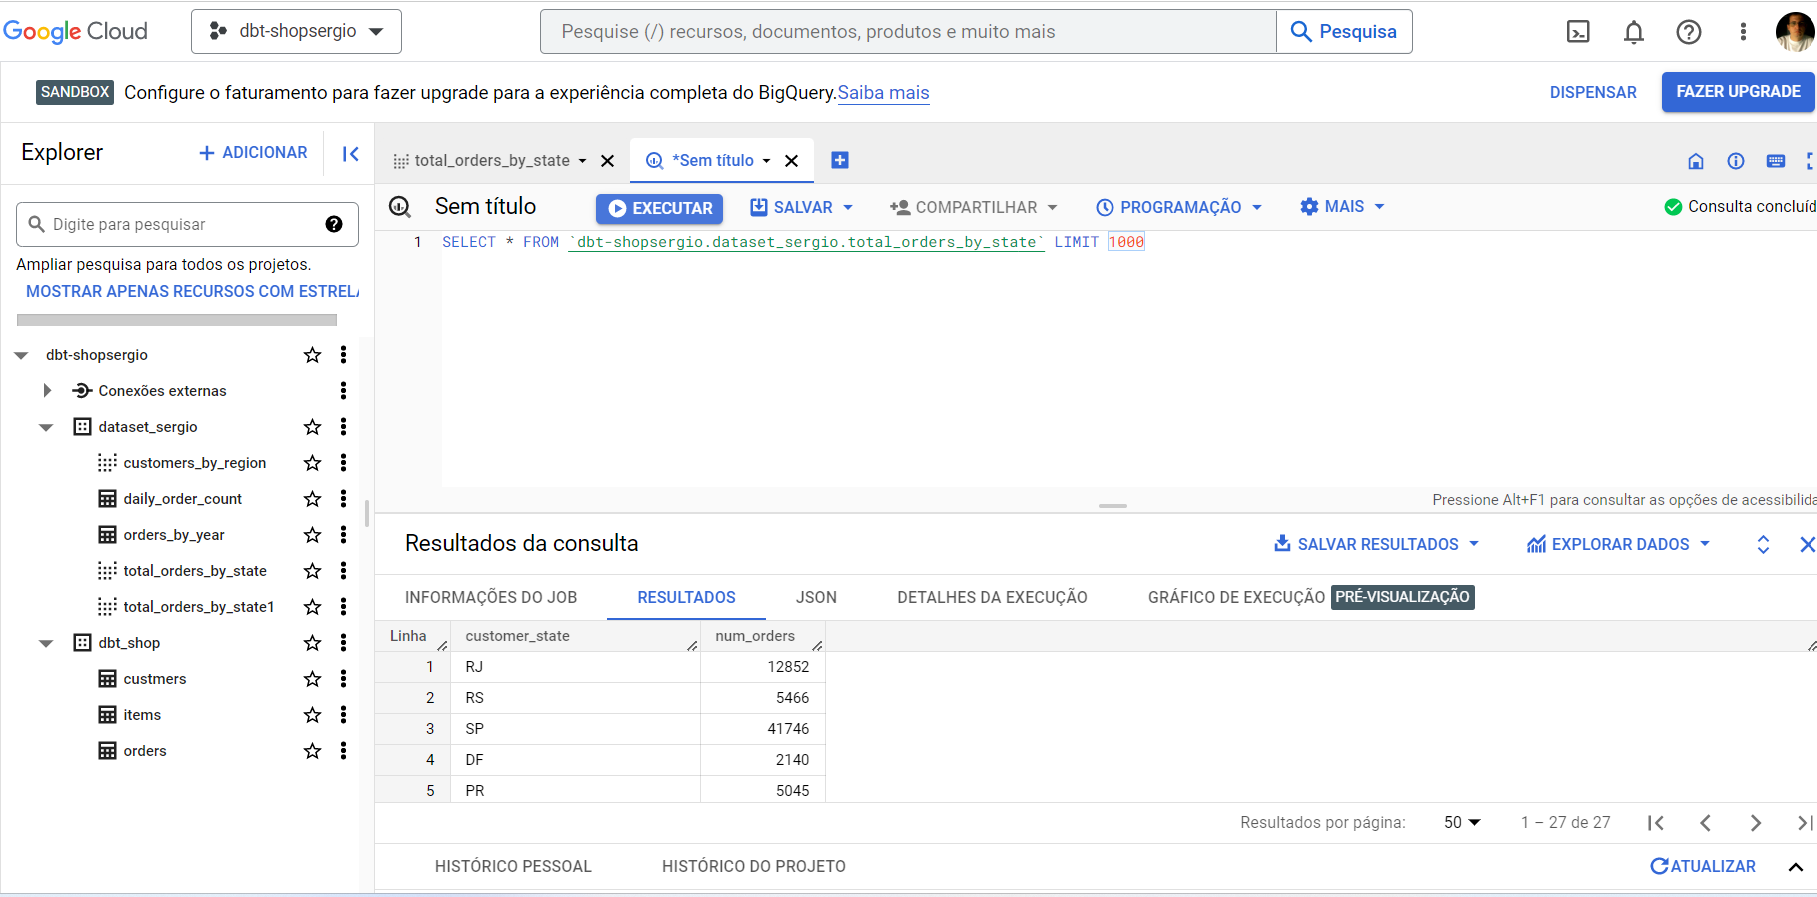 Google Cloud
dbt-shopsergio
Pesquise (/) recursos, documentos, produtos e muito mais
Pesquisa
SANDBOX Configure o faturamento para fazer upgrade para a experiência completa do BigQuery. Saiba mais
DISPENSAR
FAZER UPGRADE
Explorer
ADICIONAR
Digite para pesquisar
Ampliar pesquisa para todos os projetos.
MOSTRAR APENAS RECURSOS COM ESTRELA
dbt-shopsergio
Conexões externas
dataset_sergio
customers_by_region
daily_order_count
orders_by_year
total_orders_by_state
total_orders_by_state1
dbt_shop
custmers
items
orders
total_orders_by_state
*Sem título
Sem título
EXECUTAR
SALVAR
COMPARTILHAR
PROGRAMAÇÃO
MAIS
Consulta concluíd
1 SELECT * FROM `dbt-shopsergio.dataset_sergio.total_orders_by_state` LIMIT 1000
Pressione Alt+F1 para consultar as opções de acessibilida
Resultados da consulta
SALVAR RESULTADOS
EXPLORAR DADOS
INFORMAÇÕES DO JOB
RESULTADOS
JSON
DETALHES DA EXECUÇÃO
GRÁFICO DE EXECUÇÃO PRÉ-VISUALIZAÇÃO
Linha customer_state num_orders
1 RJ 12852
2 RS 5466
3 SP 41746
4 DF 2140
5 PR 5045
Resultados por página: 50 1 – 27 de 27
HISTÓRICO PESSOAL
HISTÓRICO DO PROJETO
ATUALIZAR